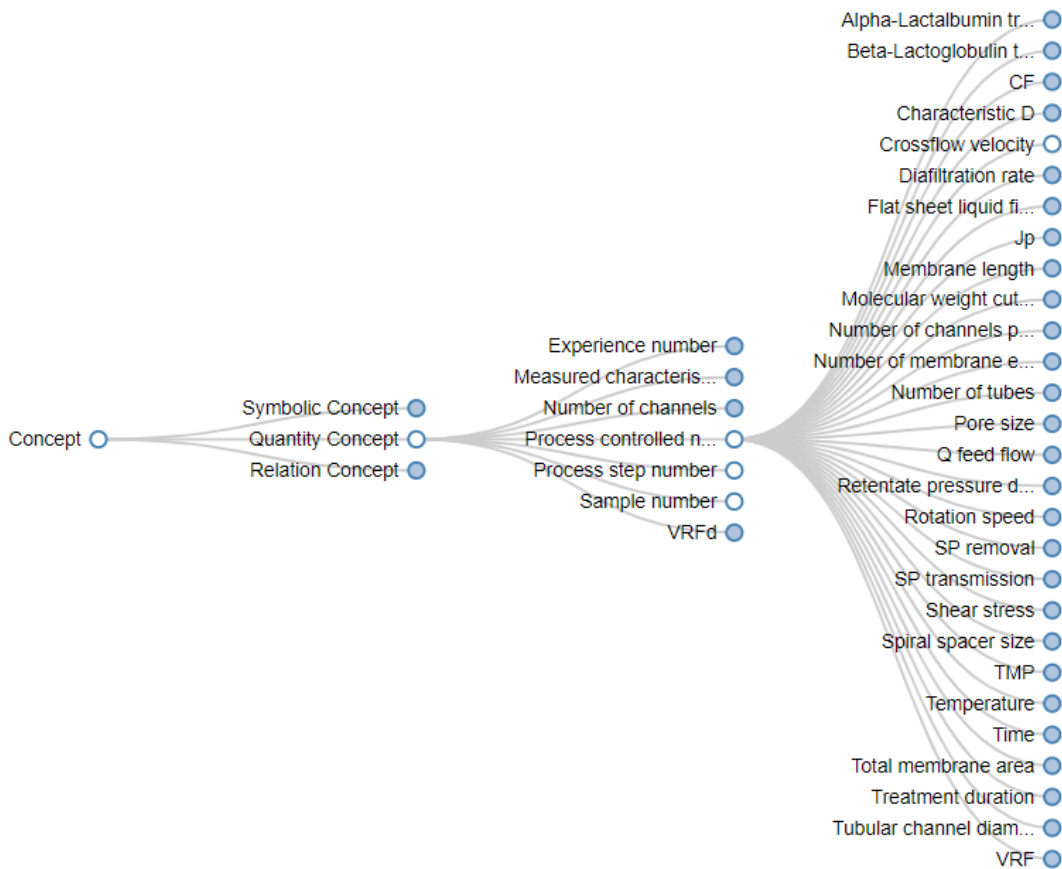 Concept
Symbolic Concept
Quantity Concept
Relation Concept
Experience number
Measured characteris...
Number of channels
Process controlled n...
Process step number
Sample number
VRFd
Alpha-Lactalbumin tr...
Beta-Lactoglobulin t...
CF
Characteristic D
Crossflow velocity
Diafiltration rate
Flat sheet liquid fi...
Jp
Membrane length
Molecular weight cut...
Number of channels p...
Number of membrane e...
Number of tubes
Pore size
Q feed flow
Retentate pressure d...
Rotation speed
SP removal
SP transmission
Shear stress
Spiral spacer size
TMP
Temperature
Time
Total membrane area
Treatment duration
Tubular channel diam...
VRF